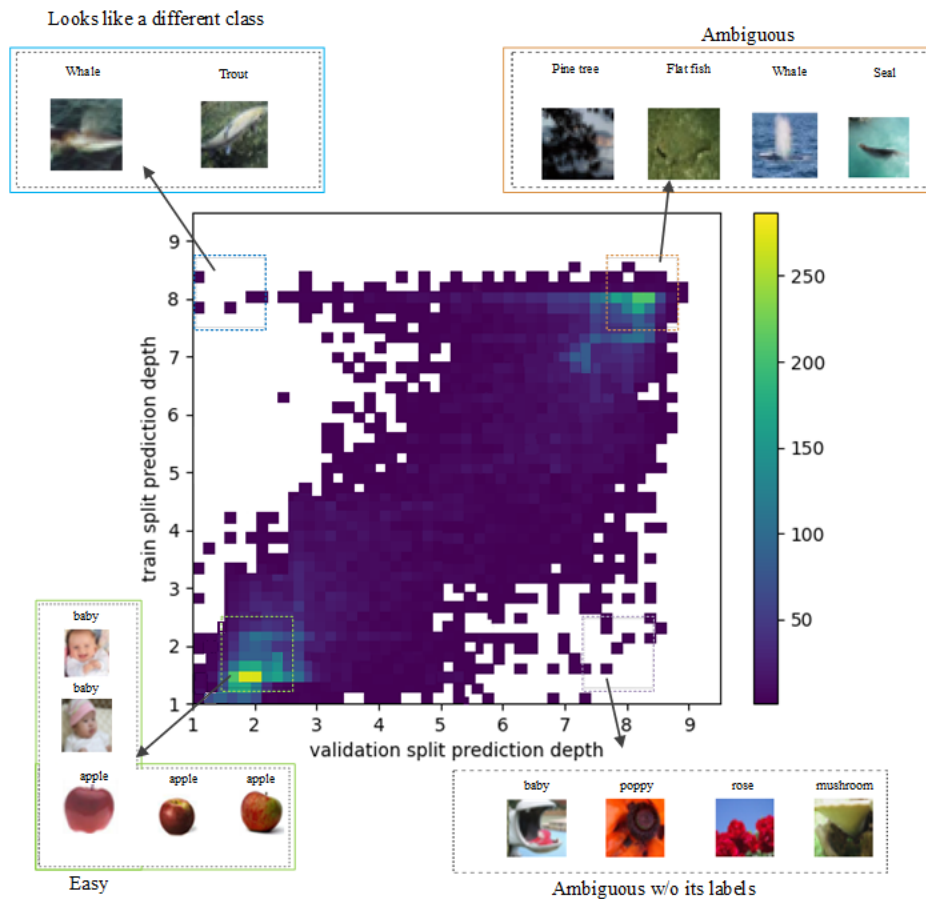 Looks like a different class
Whale
Trout
Ambiguous
Pine tree
Flat fish
Whale
Seal
9
8
7
6
5
4
3
2
1
train split prediction depth
1 2 3 4 5 6 7 8 9
validation split prediction depth
250
200
150
100
50
baby
baby
apple
apple
apple
Easy
baby
poppy
rose
mushroom
Ambiguous w/o its labels